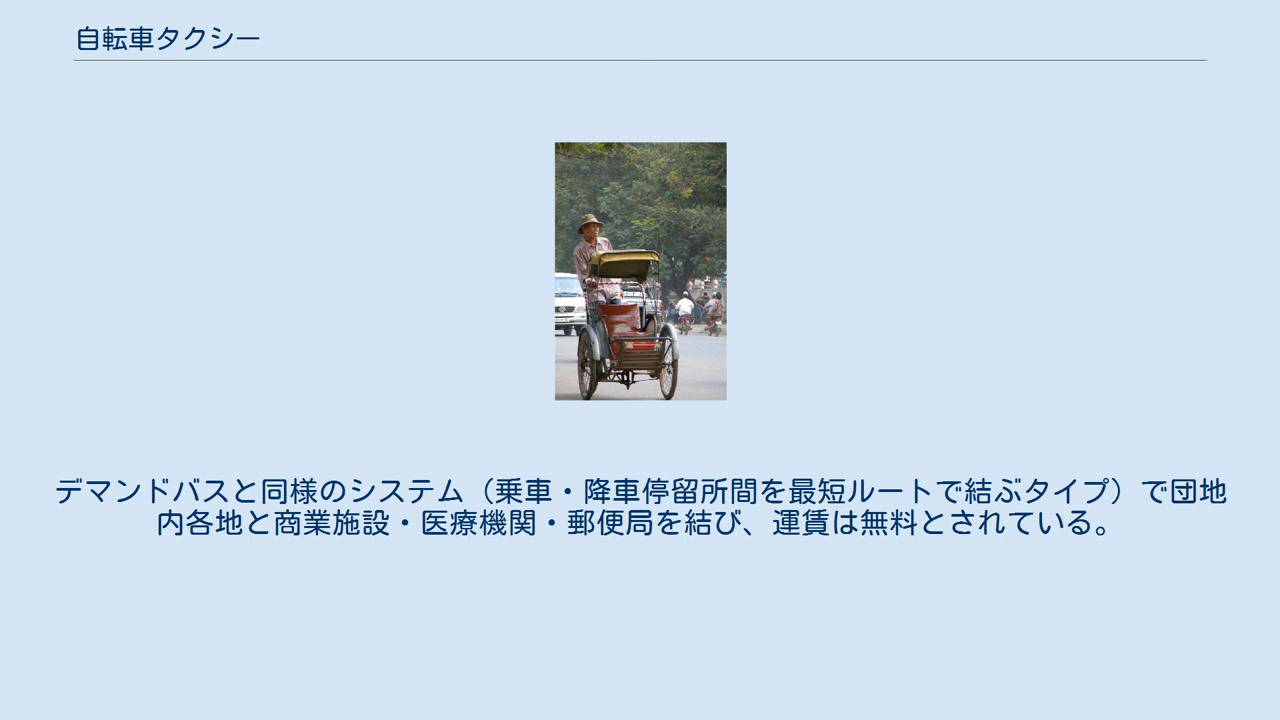 自転車タクシー
デマンドバスと同様のシステム（乗車・降車停留所間を最短ルートで結ぶタイプ）で団地
内各地と商業施設・医療機関・郵便局を結び、運賃は無料とされている。